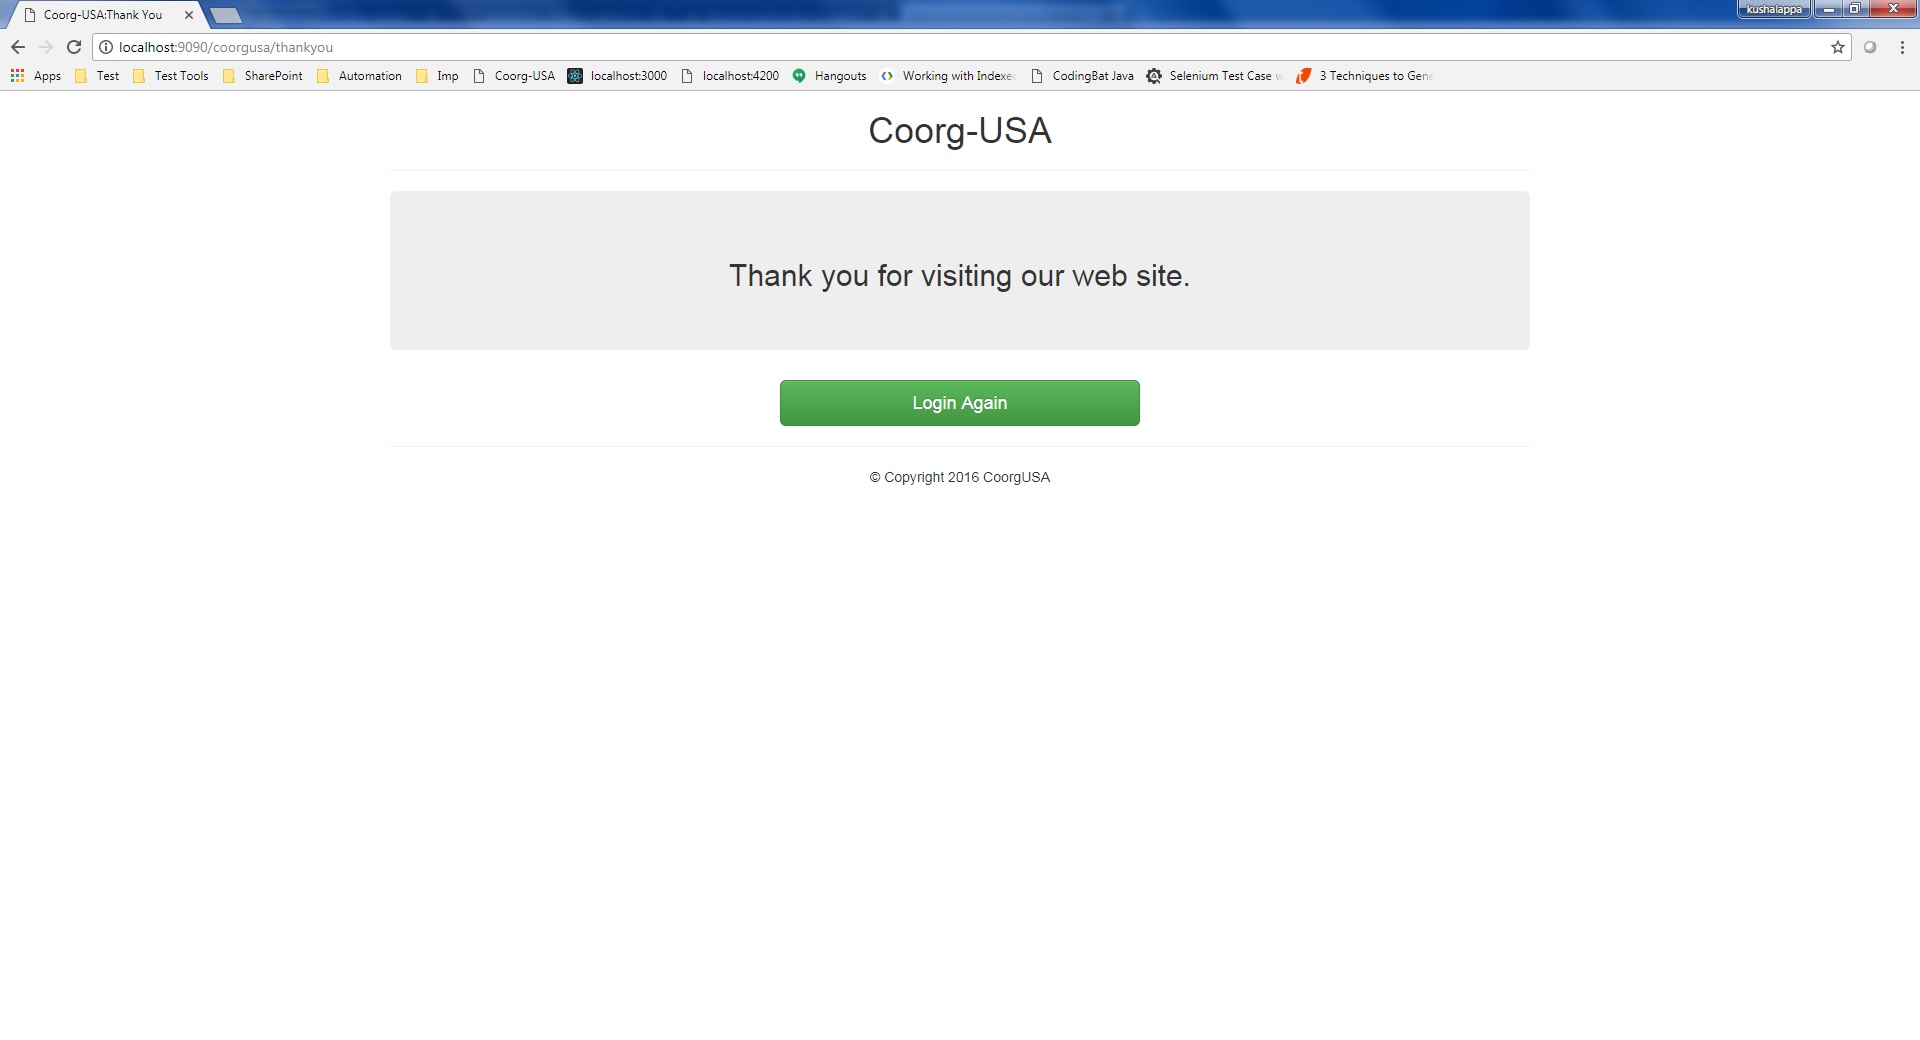 Coorg-USA:Thank You
kushalappa
localhost:9090/coorgusa/thankyou
Apps Test Test Tools SharePoint Automation Imp Coorg-USA localhost:3000 localhost:4200 Hangouts Working with Indexe CodingBat Java Selenium Test Case w 3 Techniques to Gene
Coorg-USA
Thank you for visiting our web site.
Login Again
© Copyright 2016 CoorgUSA